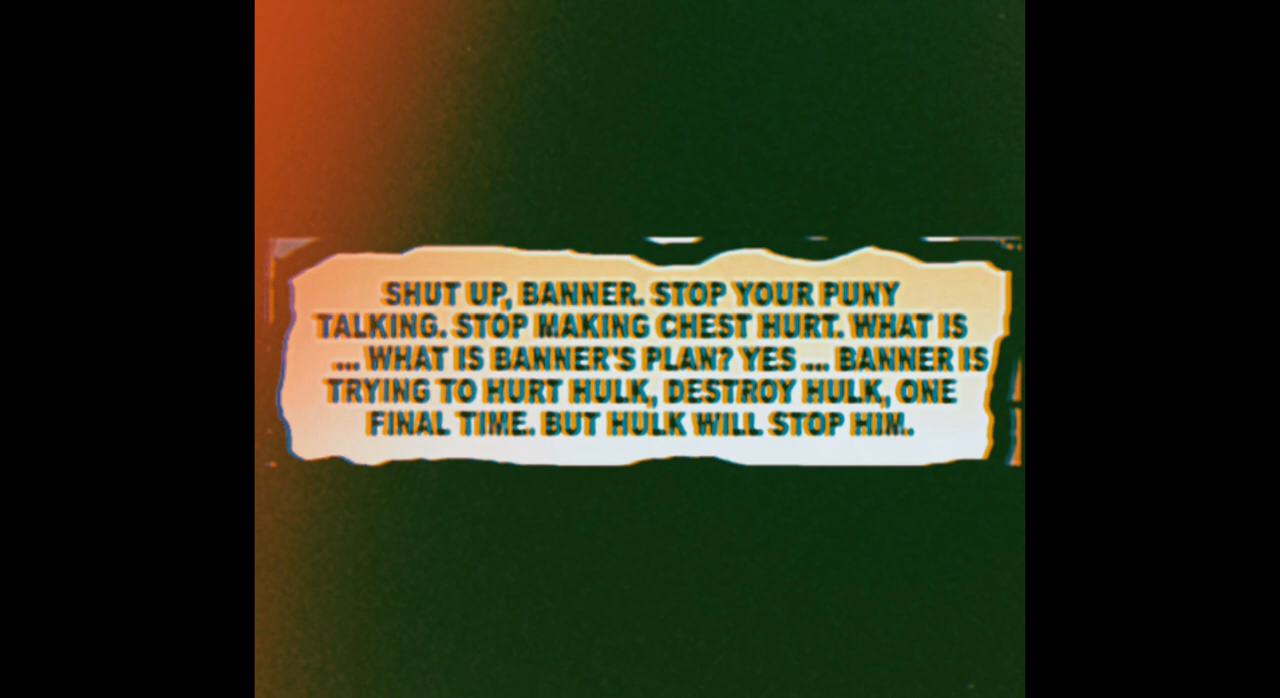 SHUT UP, BANNER. STOP YOUR PUNY
TALKING. STOP MAKING CHEST HURT. WHAT IS
... WHAT IS BANNER'S PLAN? YES ... BANNER IS
TRYING TO HURT HULK, DESTROY HULK, ONE
FINAL TIME. BUT HULK WILL STOP HIM.